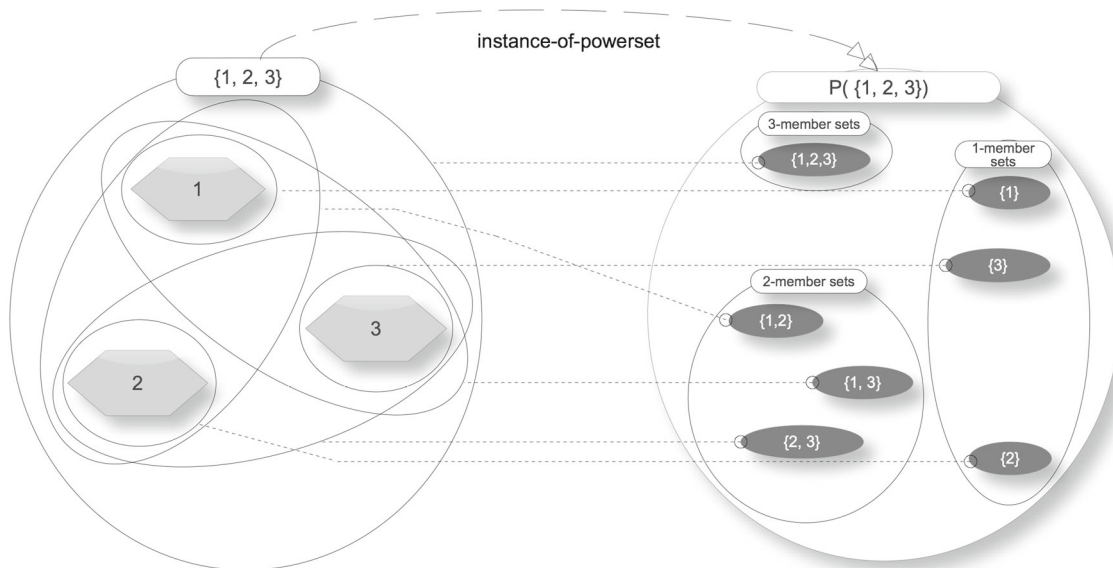 instance-of-powerset
{1, 2, 3}
P( {1, 2, 3})
3-member sets
{1,2,3}
1-member
sets
1
{1}
3
{3}
2-member sets
{1,2}
2
{1, 3}
{2, 3}
{2}